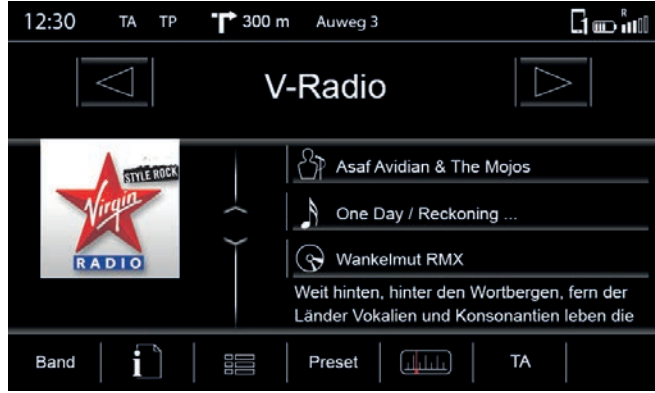 12:30 TA TP 300 m Auweg 3 R
V-Radio
STYLE ROCK
Virgin
RADIO
Asaf Avidian & The Mojos
One Day / Reckoning ...
Wankelmut RMX
Weit hinten, hinter den Wortbergen, fern der
Länder Vokalien und Konsonantien leben die
Band i Preset TA